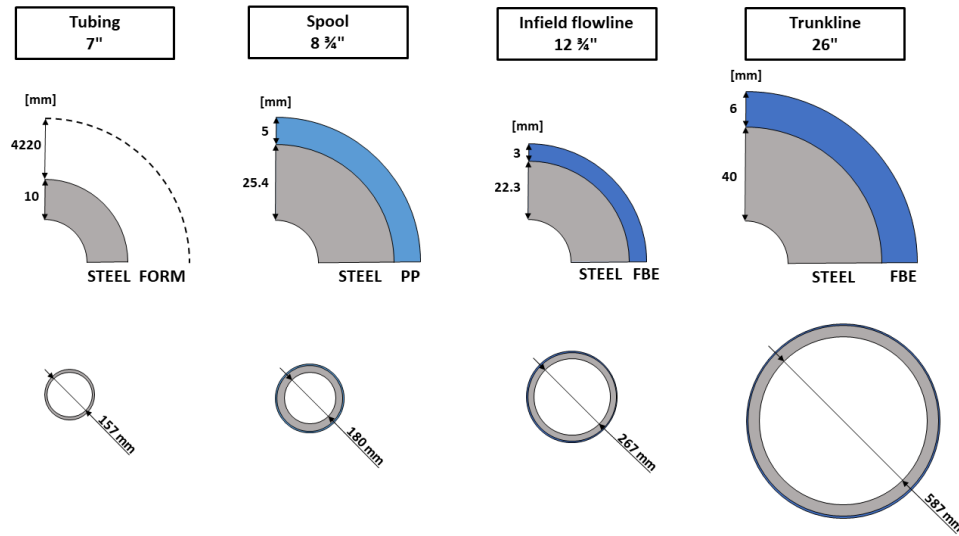 Tubing
7"
Spool
8 ¾"
Infield flowline
12 ¾"
Trunkline
26"
[mm]
4220
10
STEEL FORM
[mm]
5
25.4
STEEL PP
[mm]
3
22.3
STEEL FBE
[mm]
6
40
STEEL FBE
157 mm
180 mm
267 mm
587 mm